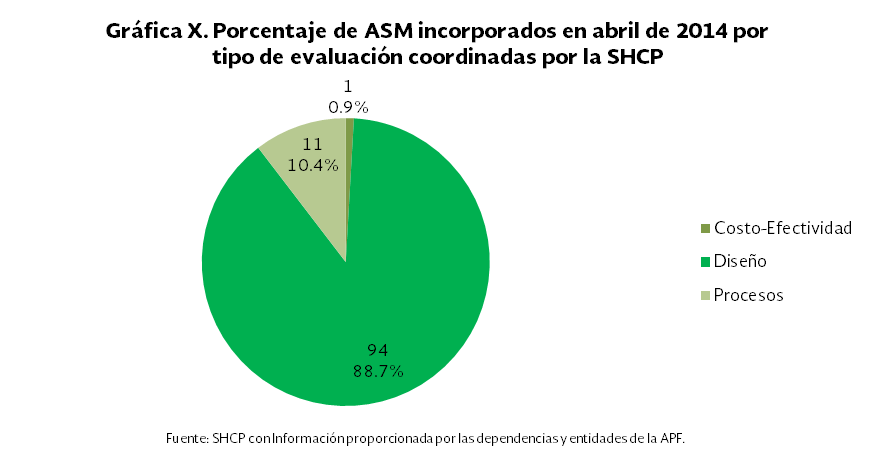 Gráfica X. Porcentaje de ASM incorporados en abril de 2014 por
tipo de evaluación coordinadas por la SHCP
1
0.9%
11
10.4%
94
88.7%
Costo-Efectividad
Diseño
Procesos
Fuente: SHCP con Información proporcionada por las dependencias y entidades de la APF.